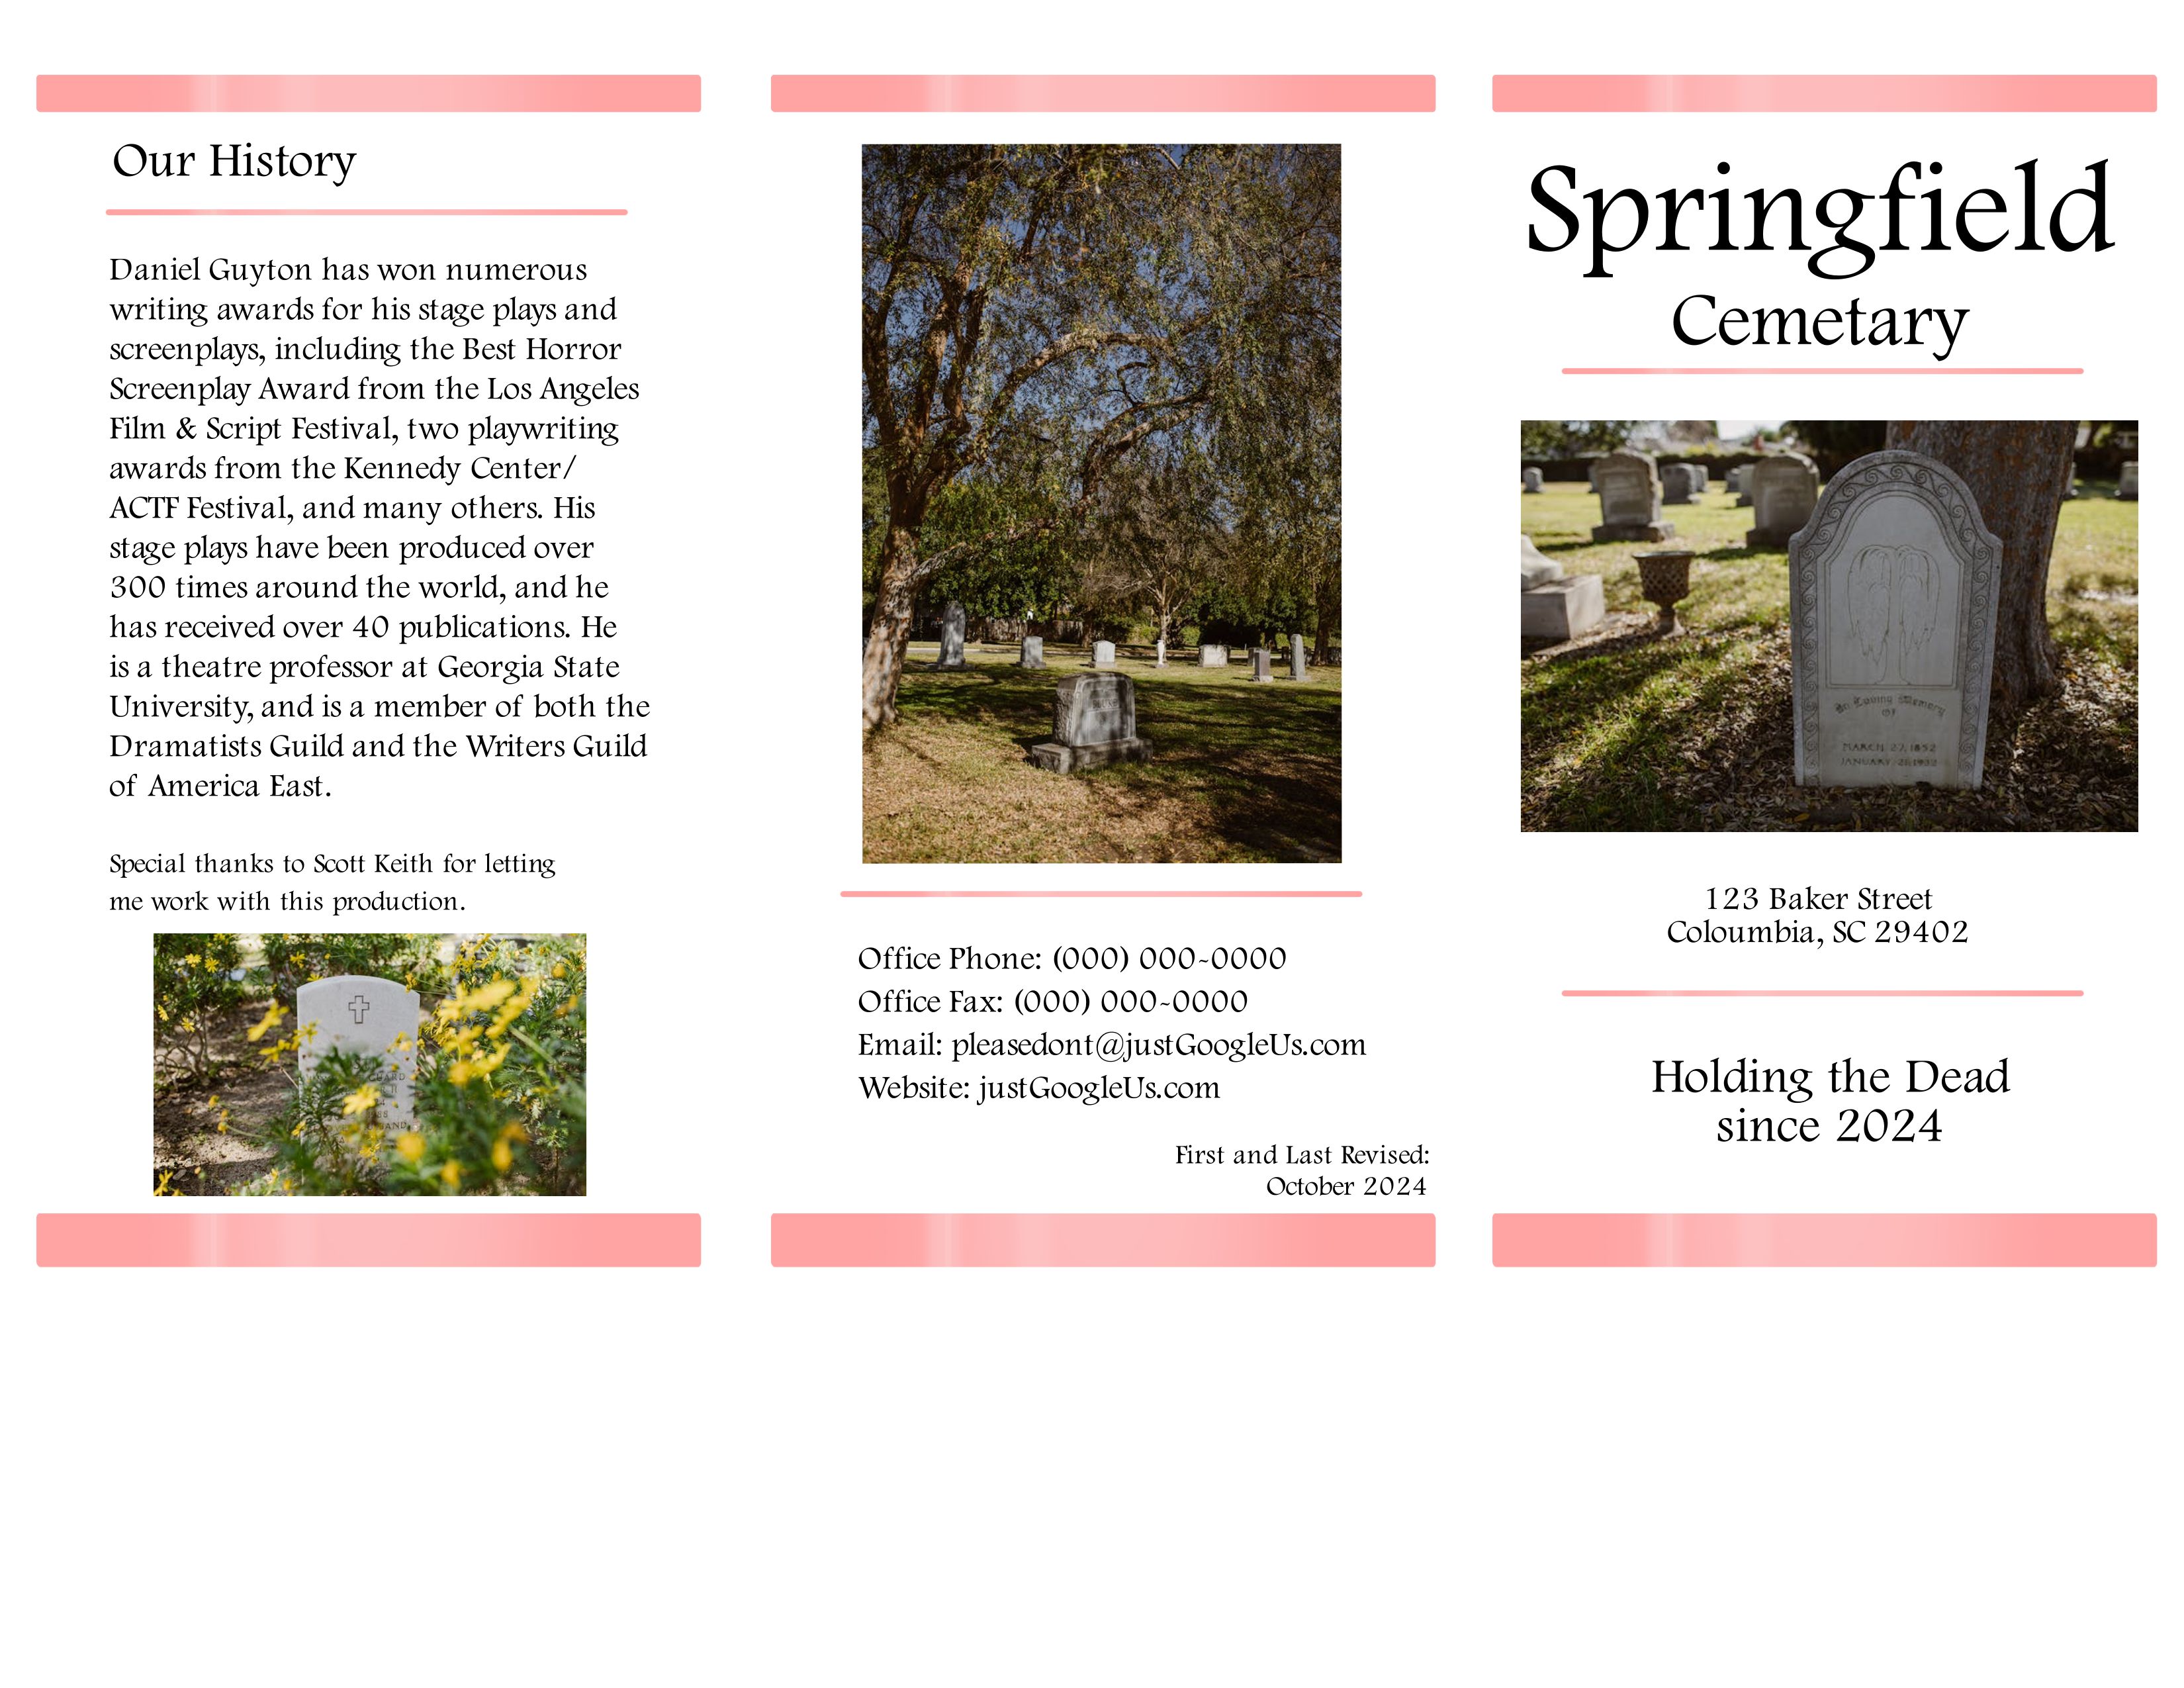 Our History
Daniel Guyton has won numerous
writing awards for his stage plays and
screenplays, including the Best Horror
Screenplay Award from the Los Angeles
Film & Script Festival, two playwriting
awards from the Kennedy Center/
ACTF Festival, and many others. His
stage plays have been produced over
300 times around the world, and he
has received over 40 publications. He
is a theatre professor at Georgia State
University, and is a member of both the
Dramatists Guild and the Writers Guild
of America East.
Special thanks to Scott Keith for letting
me work with this production.
Office Phone: (000) 000-0000
Office Fax: (000) 000-0000
Email: pleasedont@justGoogleUs.com
Website: justGoogleUs.com
First and Last Revised:
October 2024
Springfield
Cemetary
In Loving Memory
OF
MARCH 27, 1852
JANUARY
123 Baker Street
Coloumbia, SC 29402
Holding the Dead
since 2024